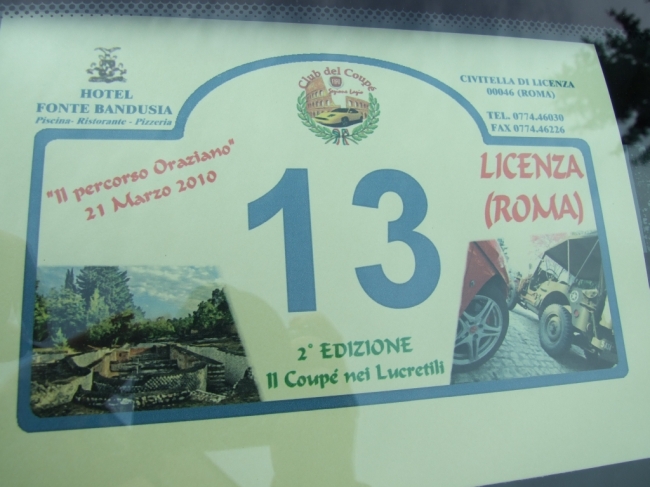 HOTEL
FONTE BANDUSIA
Piscina- Ristorante - Pizzeria
Club del Coupé
CIVITELLA DI LICENZA
00046 (ROMA)
TEL. 0774.46030
FAX 0774.46226
"Il percorso Oraziano"
21 Marzo 2010
13
LICENZA
(ROMA)
2° EDIZIONE
Il Coupé nei Lucretili